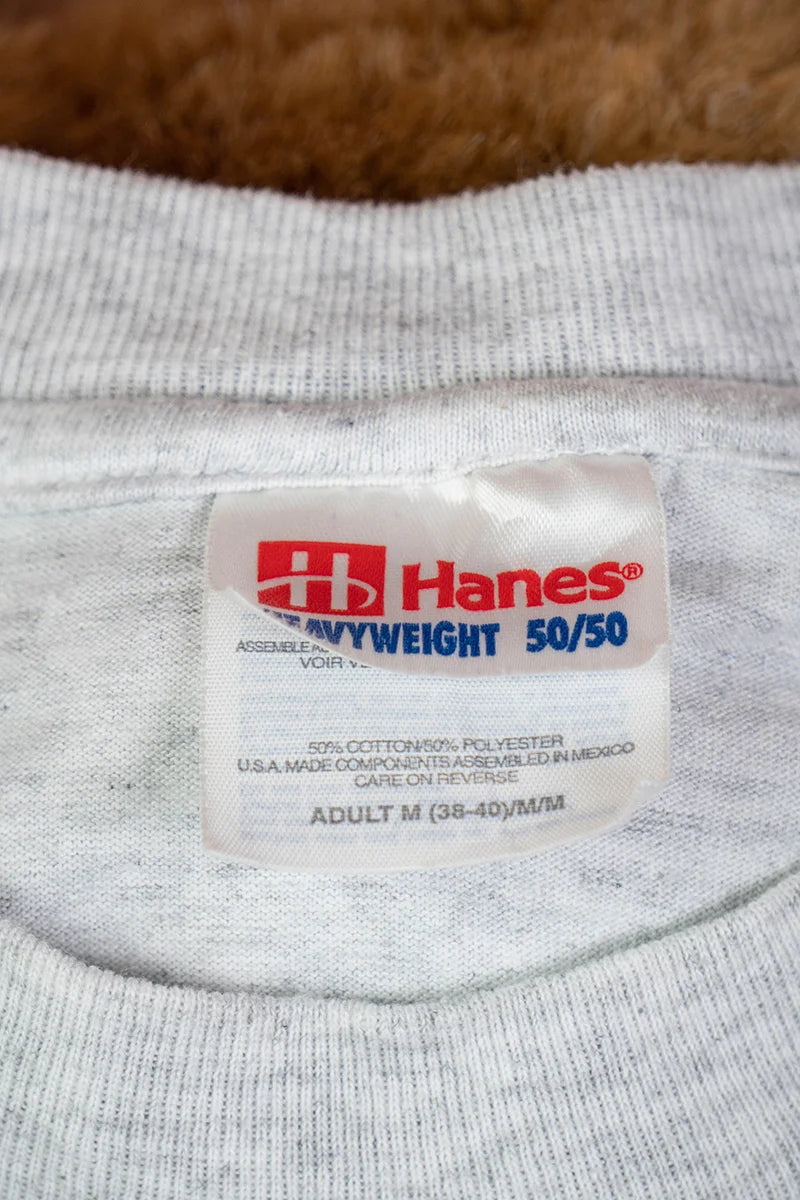 H Hanes®
HEAVYWEIGHT 50/50
VOIR
50% COTTON/50% POLYESTER
U.S.A. MADE COMPONENTS ASSEMBLED IN MEXICO
CARE ON REVERSE
ADULT M (38-40)/M/M